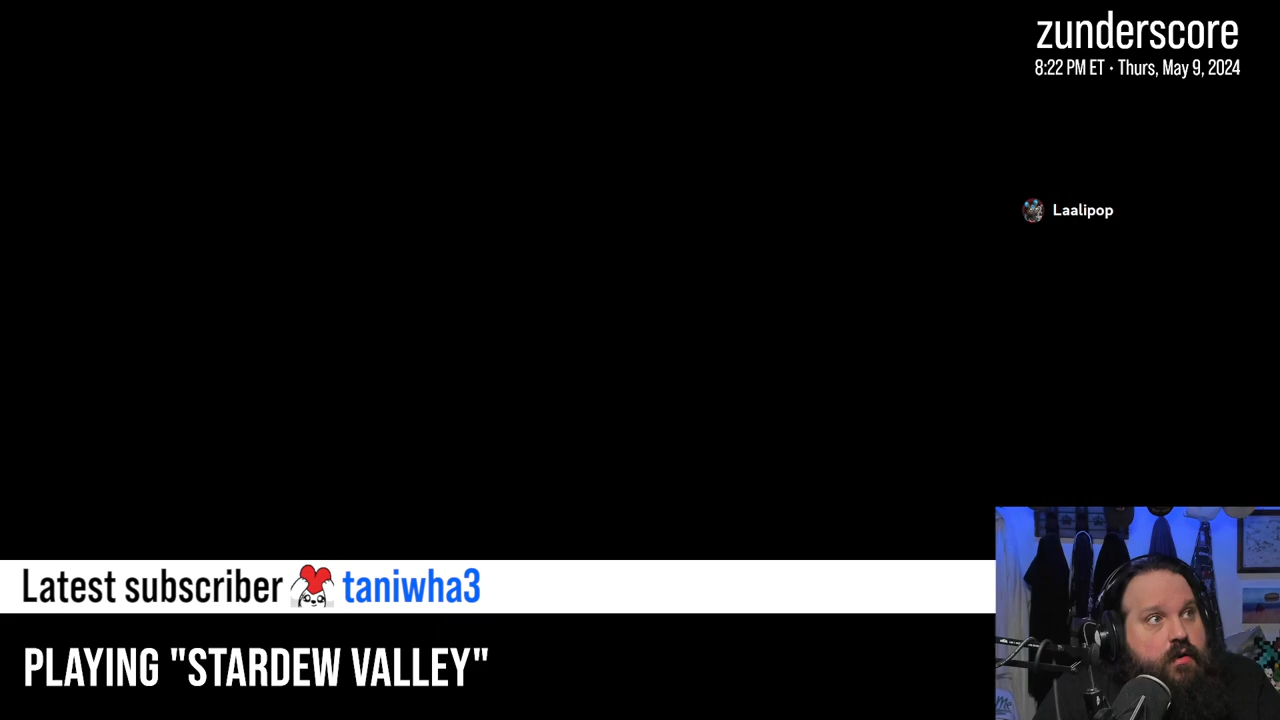 zunderscore
8:22 PM ET · Thurs, May 9, 2024
Laalipop
Latest subscriber taniwha3
PLAYING "STARDEW VALLEY"